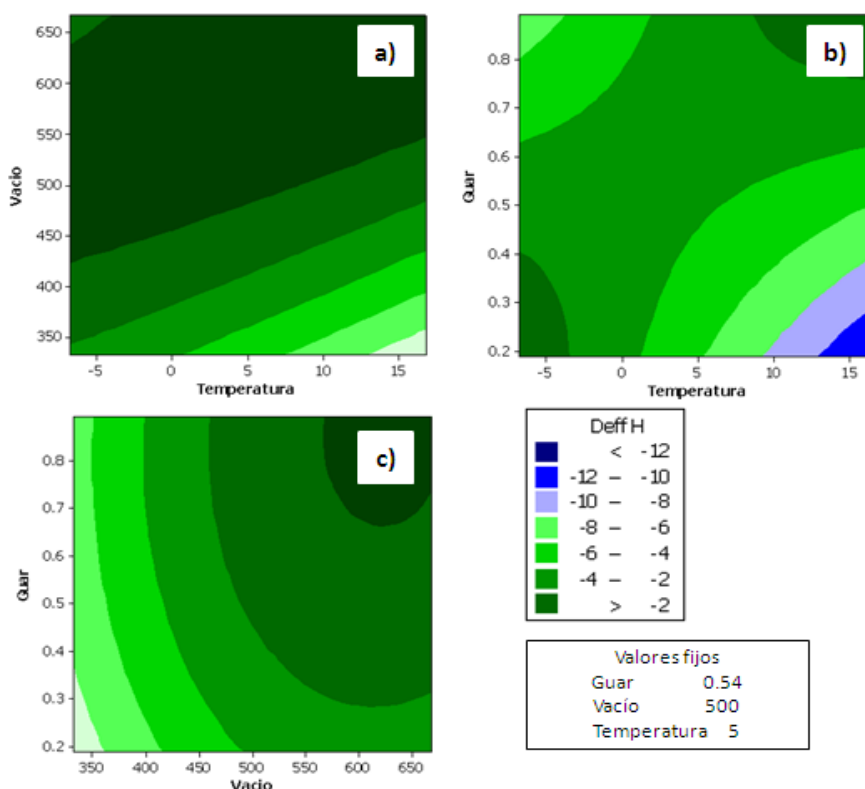 a)
650
600
550
500
450
400
350
Vacio
-5
0
5
10
15
Temperatura
b)
0.8
0.7
0.6
0.5
0.4
0.3
0.2
Guar
-5
0
5
10
15
Temperatura
c)
0.8
0.7
0.6
0.5
0.4
0.3
0.2
Guar
350
400
450
500
550
600
650
Vacio
Deff H
< -12
-12 – -10
-10 – -8
-8 – -6
-6 – -4
-4 – -2
> -2
Valores fijos
Guar 0.54
Vacío 500
Temperatura 5